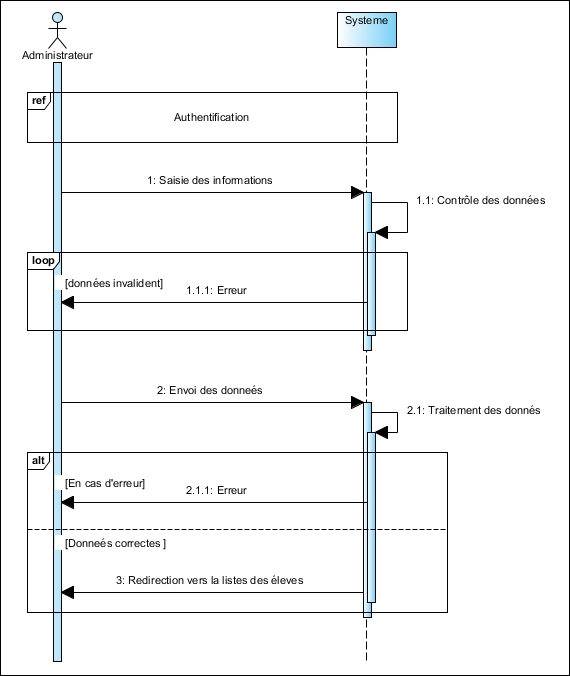 Systeme
Administrateur
ref
Authentification
1: Saisie des informations
1.1: Contrôle des données
loop
[données invalident]
1.1.1: Erreur
2: Envoi des donneés
2.1: Traitement des donnés
alt
[En cas d'erreur]
2.1.1: Erreur
[Donneés correctes ]
3: Redirection vers la listes des éleves